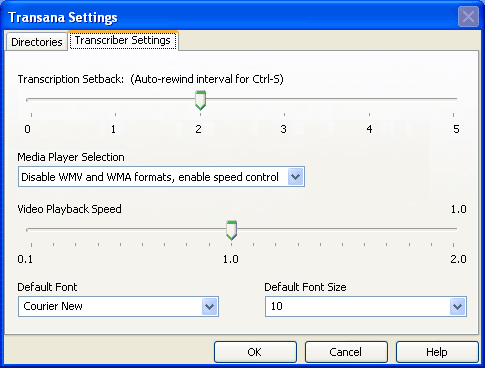 Transana Settings
Directories Transcriber Settings
Transcription Setback: (Auto-rewind interval for Ctrl-S)
0 1 2 3 4 5
Media Player Selection
Disable WMV and WMA formats, enable speed control
Video Playback Speed 1.0
0.1 1.0 2.0
Default Font Default Font Size
Courier New 10
OK Cancel Help